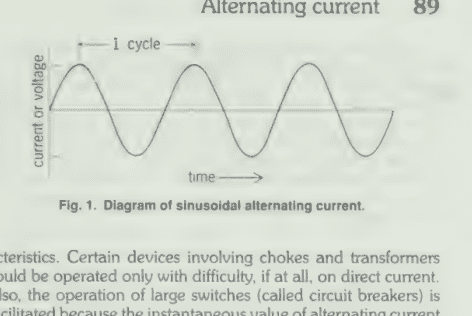 Alternating current 89
1 cycle
current or voltage
time
Fig. 1. Diagram of sinusoidal alternating current.
cteristics. Certain devices involving chokes and transformers
ould be operated only with difficulty, if at all, on direct current.
lso, the operation of large switches (called circuit breakers) is
acilitated because the instantaneous value of alternating current